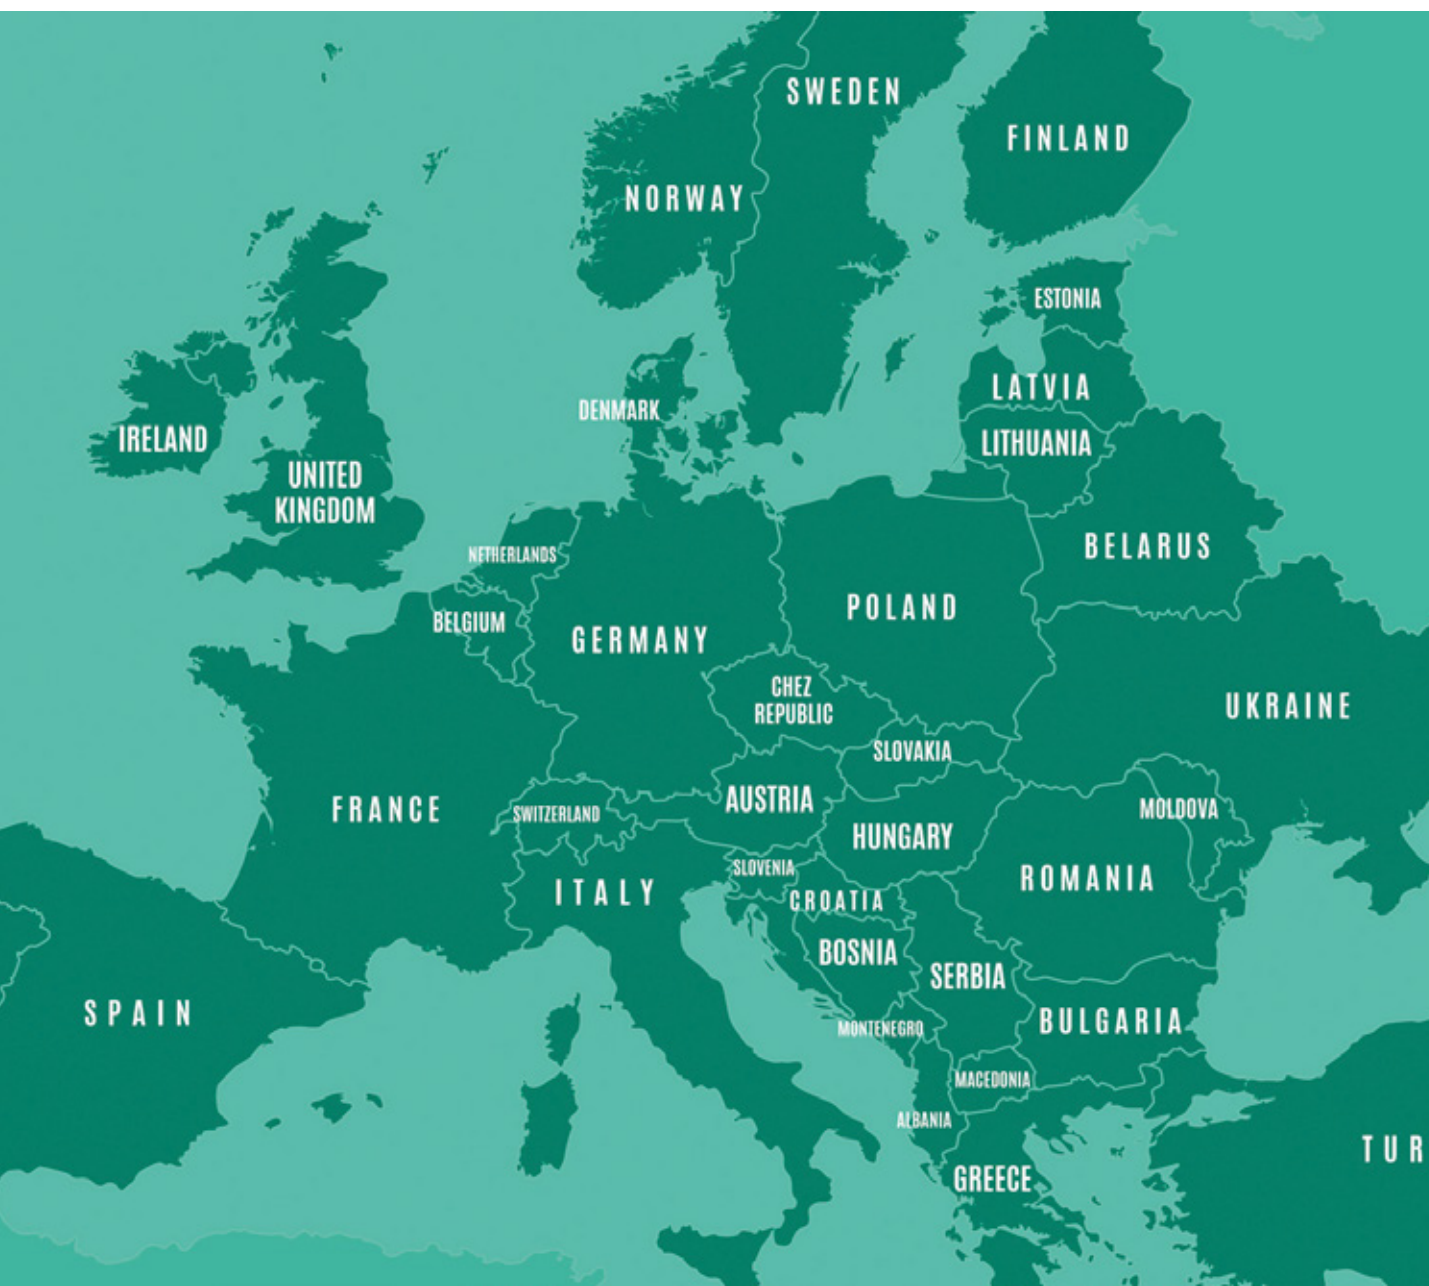 SWEDEN
FINLAND
NORWAY
ESTONIA
LATVIA
DENMARK
IRELAND
LITHUANIA
UNITED
KINGDOM
BELARUS
NETHERLANDS
POLAND
BELGIUM
GERMANY
CHEZ
REPUBLIC
UKRAINE
SLOVAKIA
AUSTRIA
FRANCE
SWITZERLAND
MOLDOVA
HUNGARY
SLOVENIA
ROMANIA
ITALY
CROATIA
BOSNIA
SERBIA
SPAIN
BULGARIA
MONTENEGRO
MACEDONIA
ALBANIA
TUR
GREECE